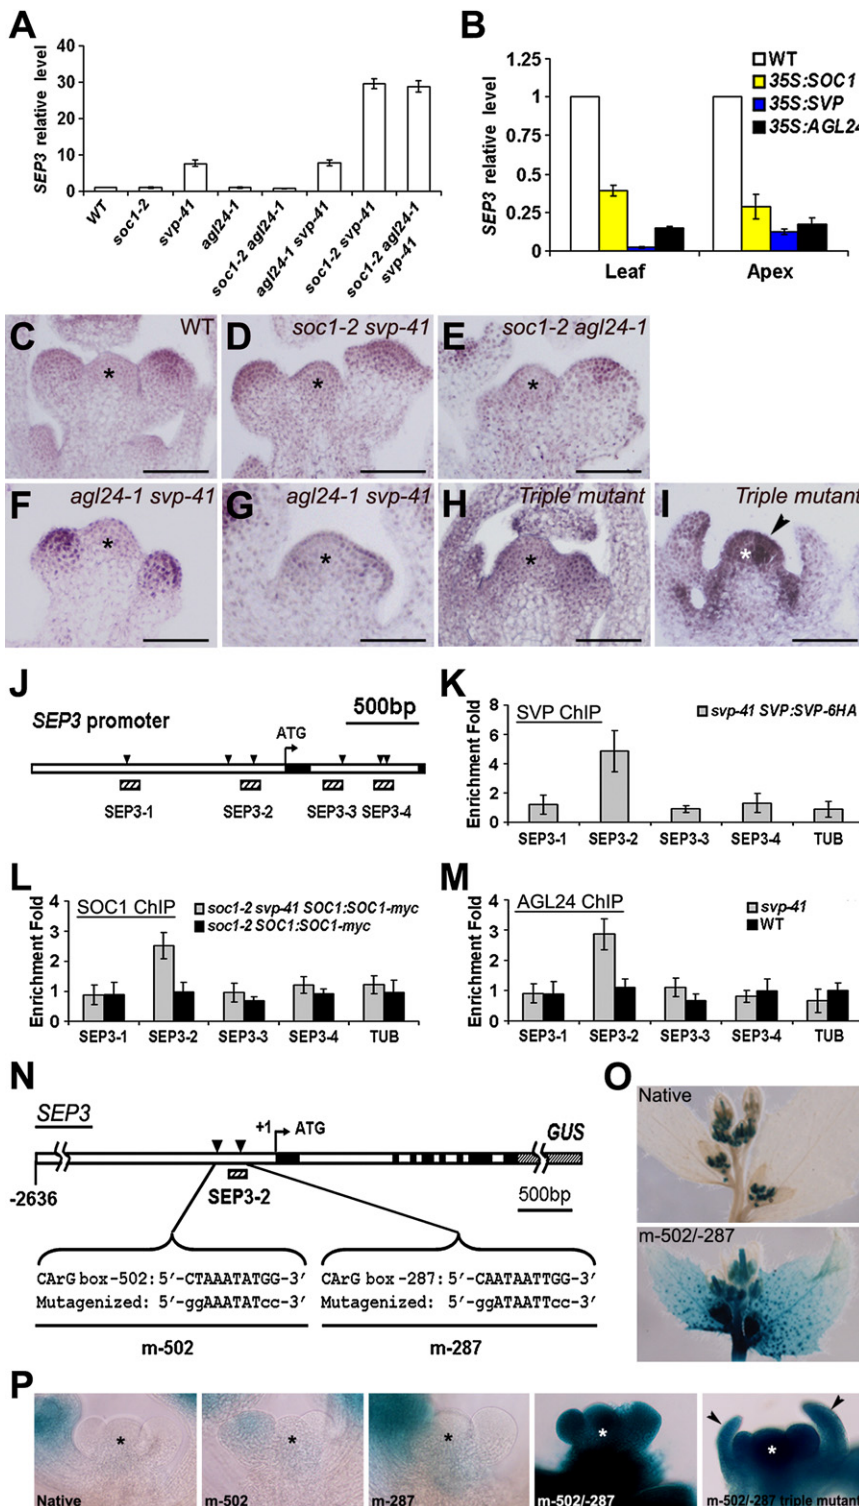 A
SEP3 relative level
40
30
20
10
0
WT
soc1-2
svp-41
agl24-1
soc1-2 agl24-1
agl24-1 svp-41
soc1-2 svp-41
soc1-2 agl24-1
svp-41
B
SEP3 relative level
1.25
1
0.75
0.5
0.25
0
WT
35S:SOC1
35S:SVP
35S:AGL24
Leaf
Apex
C
WT
D
soc1-2 svp-41
E
soc1-2 agl24-1
F
agl24-1 svp-41
G
agl24-1 svp-41
H
Triple mutant
I
Triple mutant
J
SEP3 promoter
500bp
ATG
SEP3-1
SEP3-2
SEP3-3
SEP3-4
K
Enrichment Fold
8
6
4
2
0
SVP ChIP
svp-41 SVP:SVP-6HA
SEP3-1
SEP3-2
SEP3-3
SEP3-4
TUB
L
Enrichment Fold
4
3
2
1
0
SOC1 ChIP
soc1-2 svp-41 SOC1:SOC1-myc
soc1-2 SOC1:SOC1-myc
SEP3-1
SEP3-2
SEP3-3
SEP3-4
TUB
M
Enrichment Fold
4
3
2
1
0
AGL24 ChIP
svp-41
WT
SEP3-1
SEP3-2
SEP3-3
SEP3-4
TUB
N
SEP3
+1
ATG
GUS
-2636
SEP3-2
500bp
CArG box-502: 5′-CTAAATATGG-3′
Mutagenized: 5′-ggAAATATcc-3′
m-502
CArG box -287: 5′-CAATAATTGG-3′
Mutagenized: 5′-ggATAATTcc-3′
m-287
O
Native
m-502/-287
P
Native
m-502
m-287
m-502/-287
m-502/-287 triple mutant